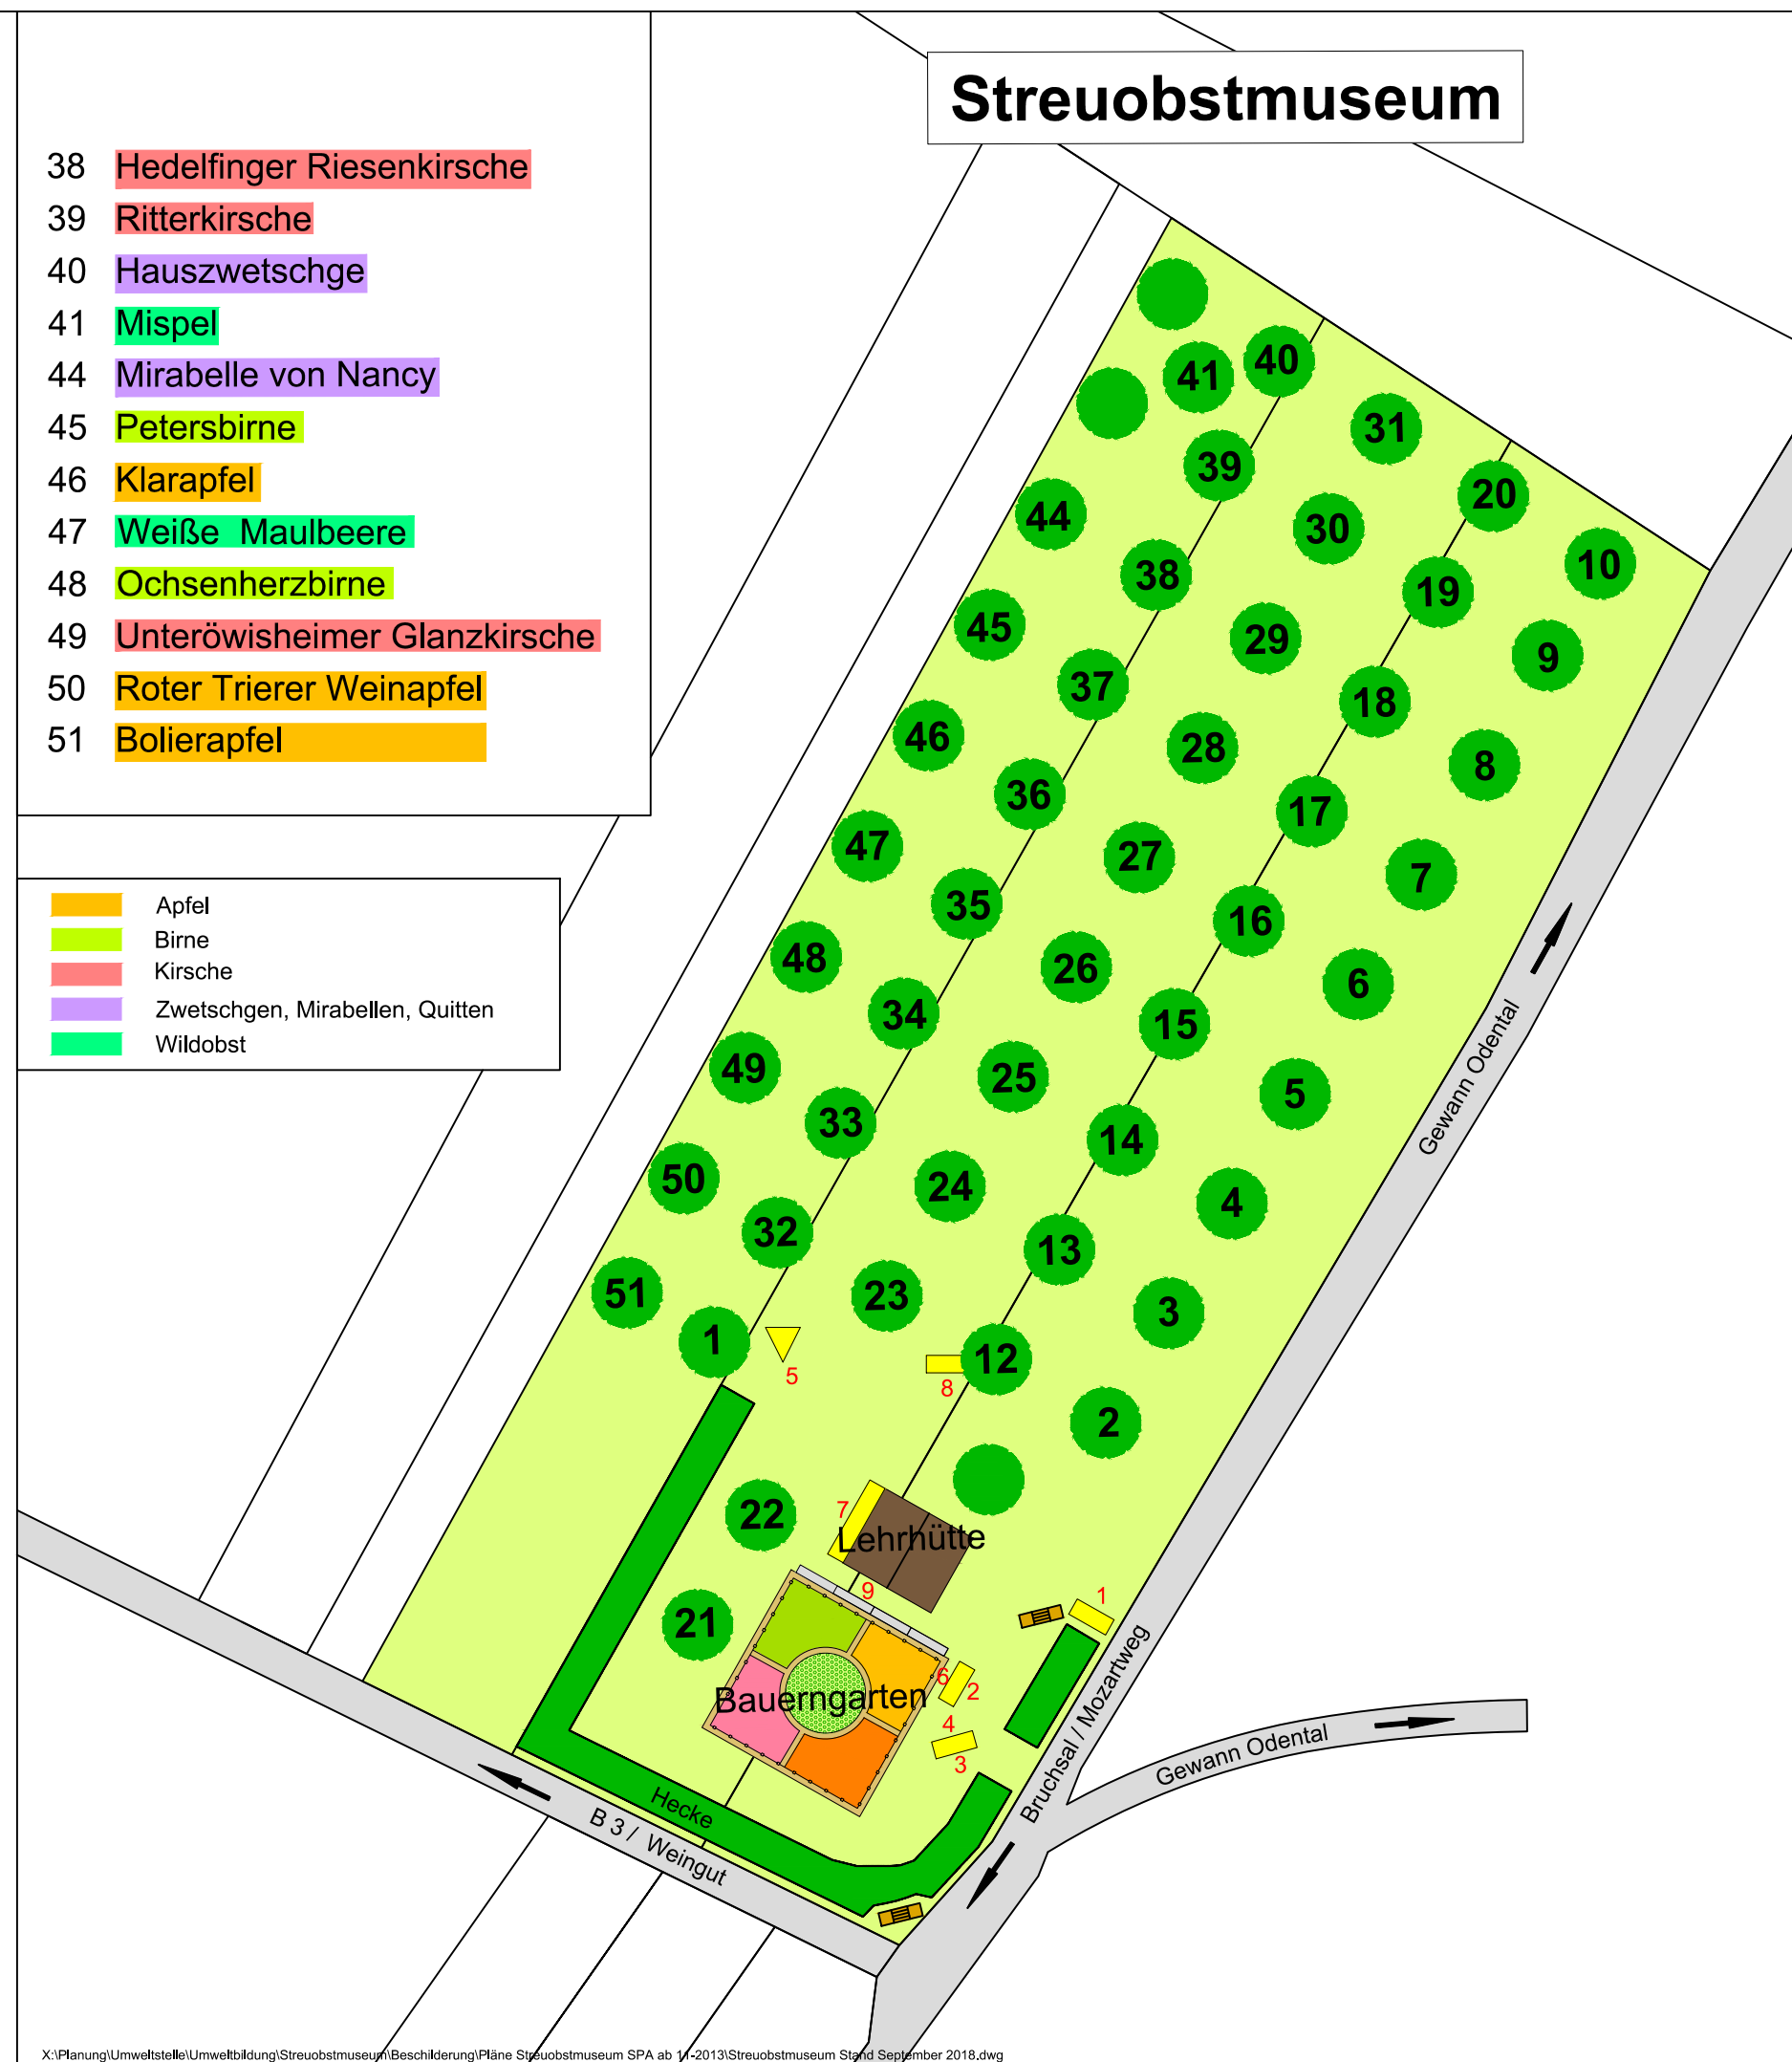 Streuobstmuseum
38 Hedelfinger Riesenkirsche
39 Ritterkirsche
40 Hauszwetschge
41 Mispel
44 Mirabelle von Nancy
45 Petersbirne
46 Klarapfel
47 Weiße Maulbeere
48 Ochsenherzbirne
49 Unteröwisheimer Glanzkirsche
50 Roter Trierer Weinapfel
51 Bolierapfel
Apfel
Birne
Kirsche
Zwetschgen, Mirabellen, Quitten
Wildobst
40
41
31
39
20
44
30
10
38
19
45
29
9
37
18
46
28
8
36
17
47
27
7
35
16
48
26
6
34
15
49
25
5
33
14
50
24
4
32
13
51
23
3
1
12
5
8
2
22
7
Lehrhütte
9
1
21
6
2
Bauerngarten
4
3
Gewann Odental
Bruchsal / Mozartweg
Gewann Odental
Hecke
B 3 / Weingut
X:\Planung\Umweltstelle\Umweltbildung\Streuobstmuseum\Beschilderung\Pläne Streuobstmuseum SPA ab 11-2013\Streuobstmuseum Stand September 2018.dwg